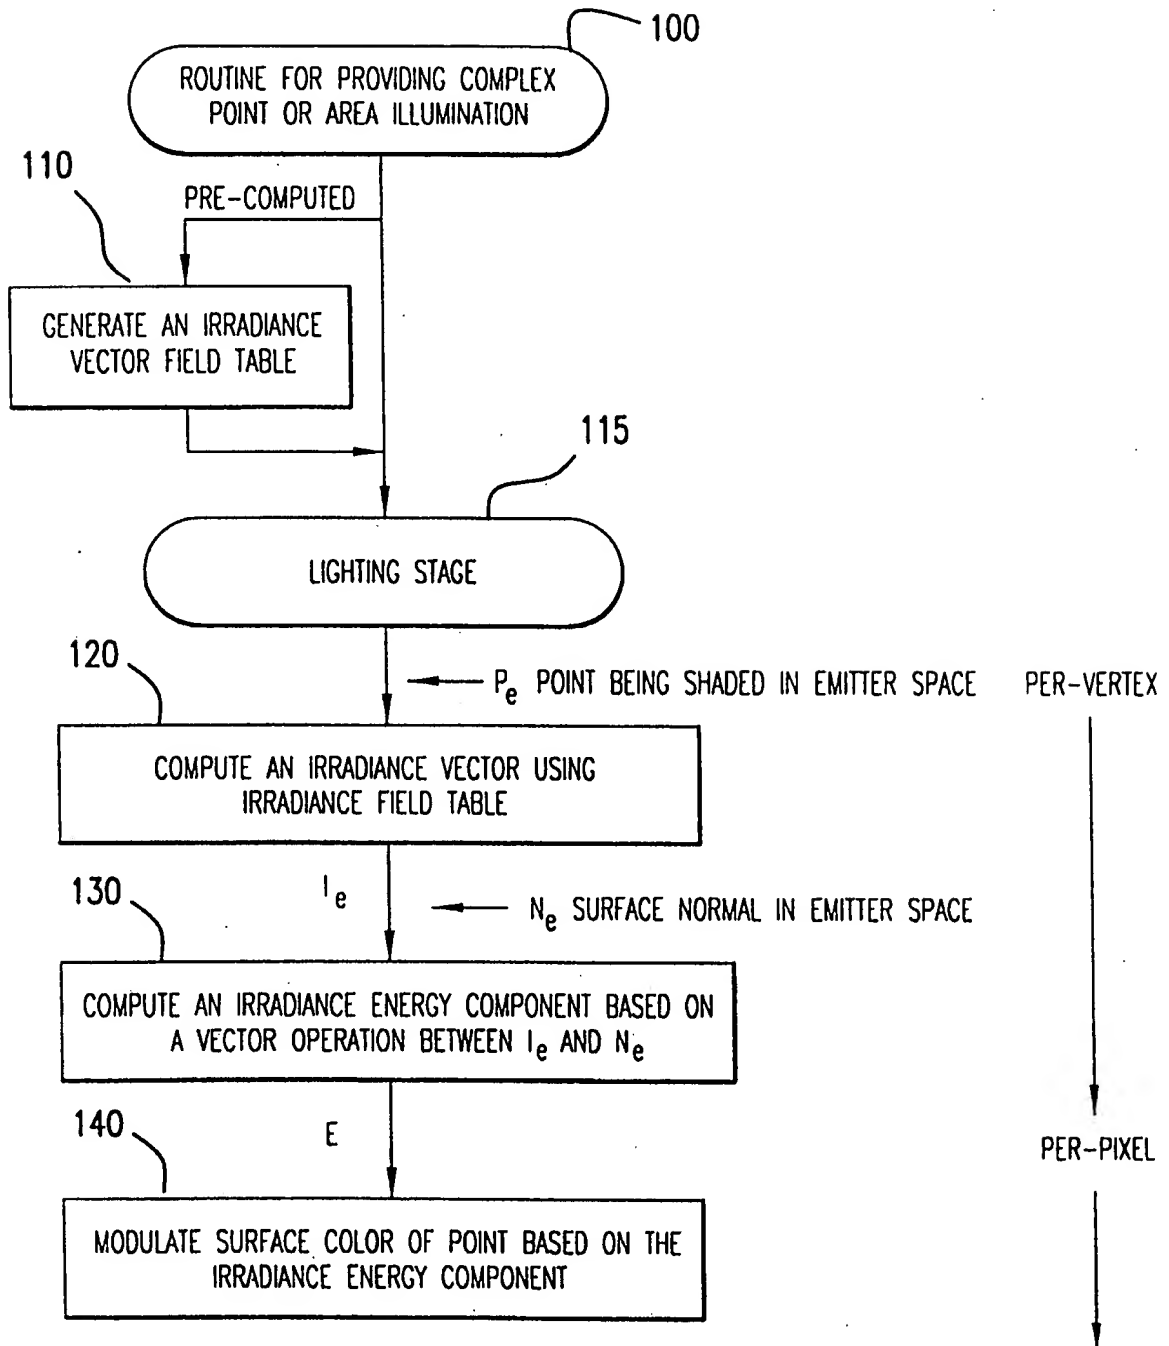 100
ROUTINE FOR PROVIDING COMPLEX
POINT OR AREA ILLUMINATION
110
PRE-COMPUTED
GENERATE AN IRRADIANCE
VECTOR FIELD TABLE
115
LIGHTING STAGE
120
Pe POINT BEING SHADED IN EMITTER SPACE PER-VERTEX
COMPUTE AN IRRADIANCE VECTOR USING
IRRADIANCE FIELD TABLE
130
Ie
Ne SURFACE NORMAL IN EMITTER SPACE
COMPUTE AN IRRADIANCE ENERGY COMPONENT BASED ON
A VECTOR OPERATION BETWEEN Ie AND Ne
140
E
PER-PIXEL
MODULATE SURFACE COLOR OF POINT BASED ON THE
IRRADIANCE ENERGY COMPONENT